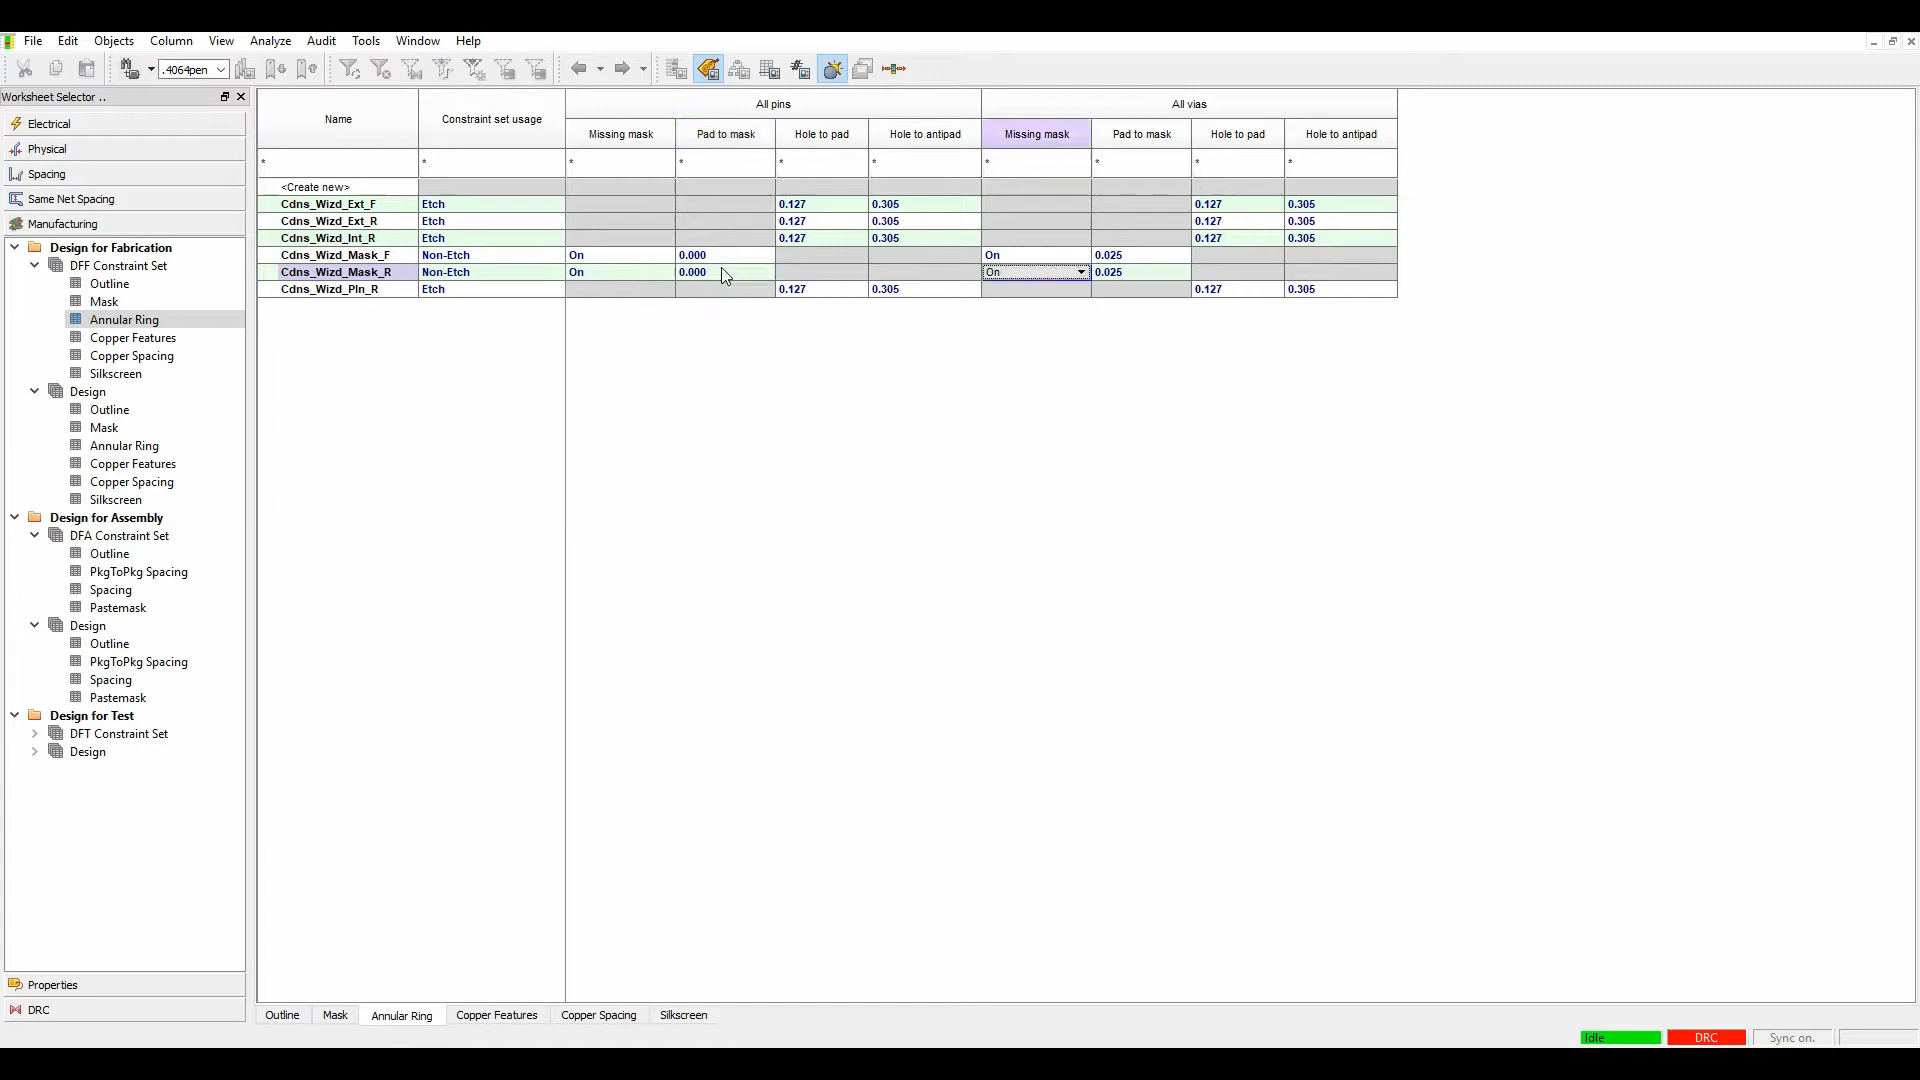 File Edit Objects Column View Analyze Audit Tools Window Help
.4064pen
Worksheet Selector ..
Electrical
Physical
Spacing
Same Net Spacing
Manufacturing
Design for Fabrication
DFF Constraint Set
Outline
Mask
Annular Ring
Copper Features
Copper Spacing
Silkscreen
Design
Outline
Mask
Annular Ring
Copper Features
Copper Spacing
Silkscreen
Design for Assembly
DFA Constraint Set
Outline
PkgToPkg Spacing
Spacing
Pastemask
Design
Outline
PkgToPkg Spacing
Spacing
Pastemask
Design for Test
DFT Constraint Set
Design
Properties
DRC
All pins All vias
Name Constraint set usage Missing mask Pad to mask Hole to pad Hole to antipad Missing mask Pad to mask Hole to pad Hole to antipad
* * * * * * * * * *
<Create new>
Cdns_Wizd_Ext_F Etch 0.127 0.305 0.127 0.305
Cdns_Wizd_Ext_R Etch 0.127 0.305 0.127 0.305
Cdns_Wizd_Int_R Etch 0.127 0.305 0.127 0.305
Cdns_Wizd_Mask_F Non-Etch On 0.000 On 0.025
Cdns_Wizd_Mask_R Non-Etch On 0.000 On 0.025
Cdns_Wizd_Pln_R Etch 0.127 0.305 0.127 0.305
Outline Mask Annular Ring Copper Features Copper Spacing Silkscreen
Idle DRC Sync on.